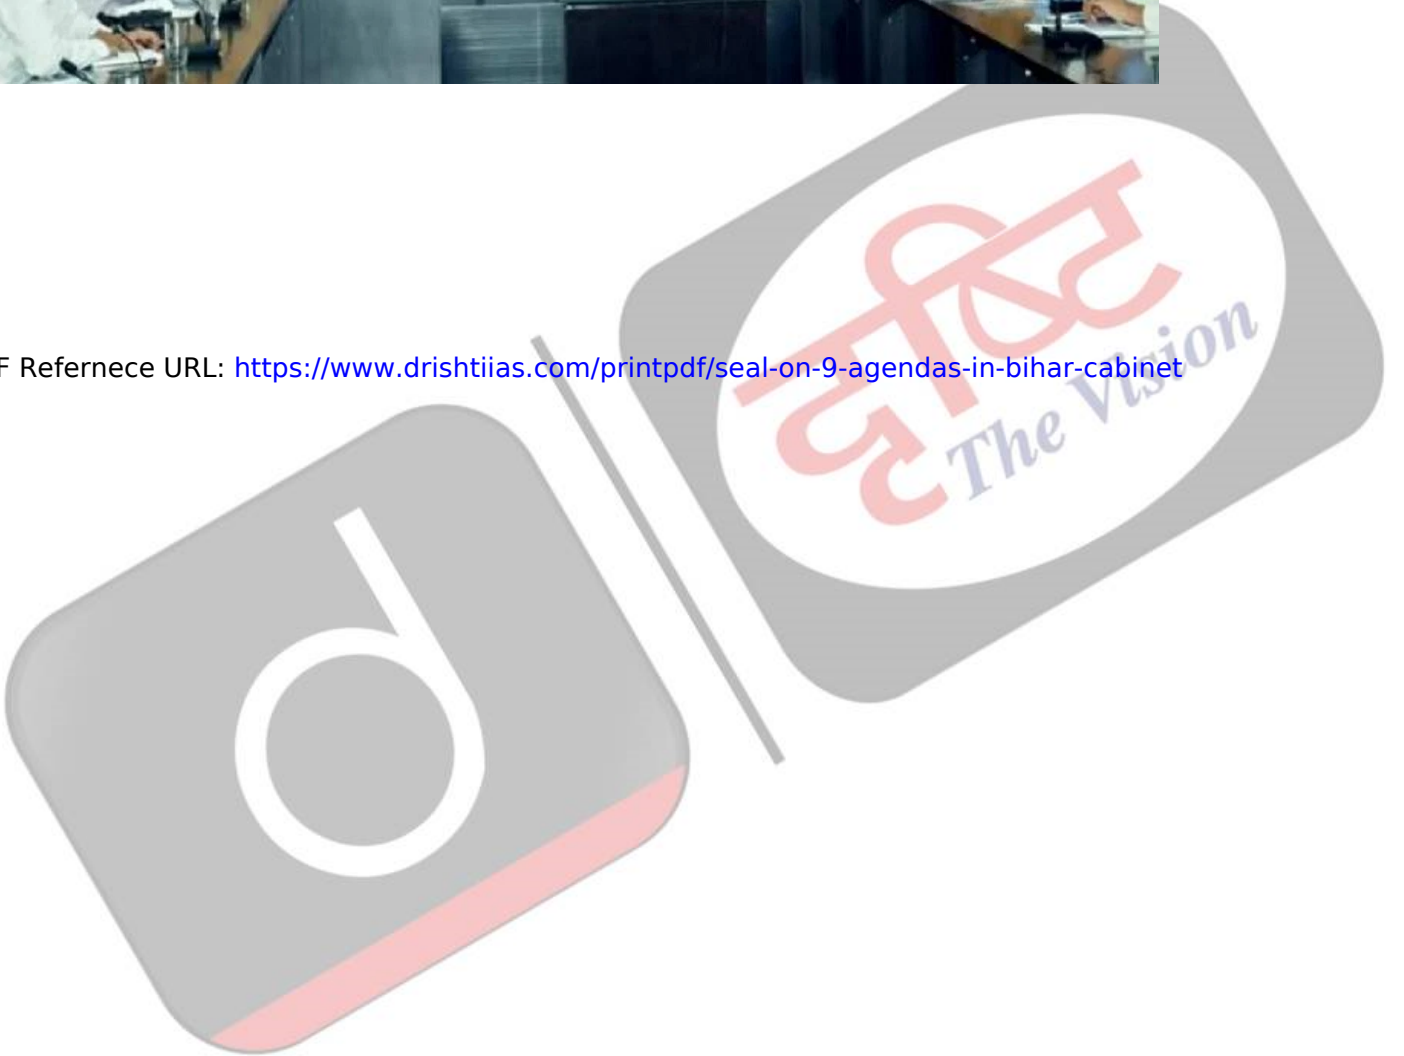 F Refernece URL: https://www.drishtiias.com/printpdf/seal-on-9-agendas-in-bihar-cabinet
दृष्टि
The Vision
d